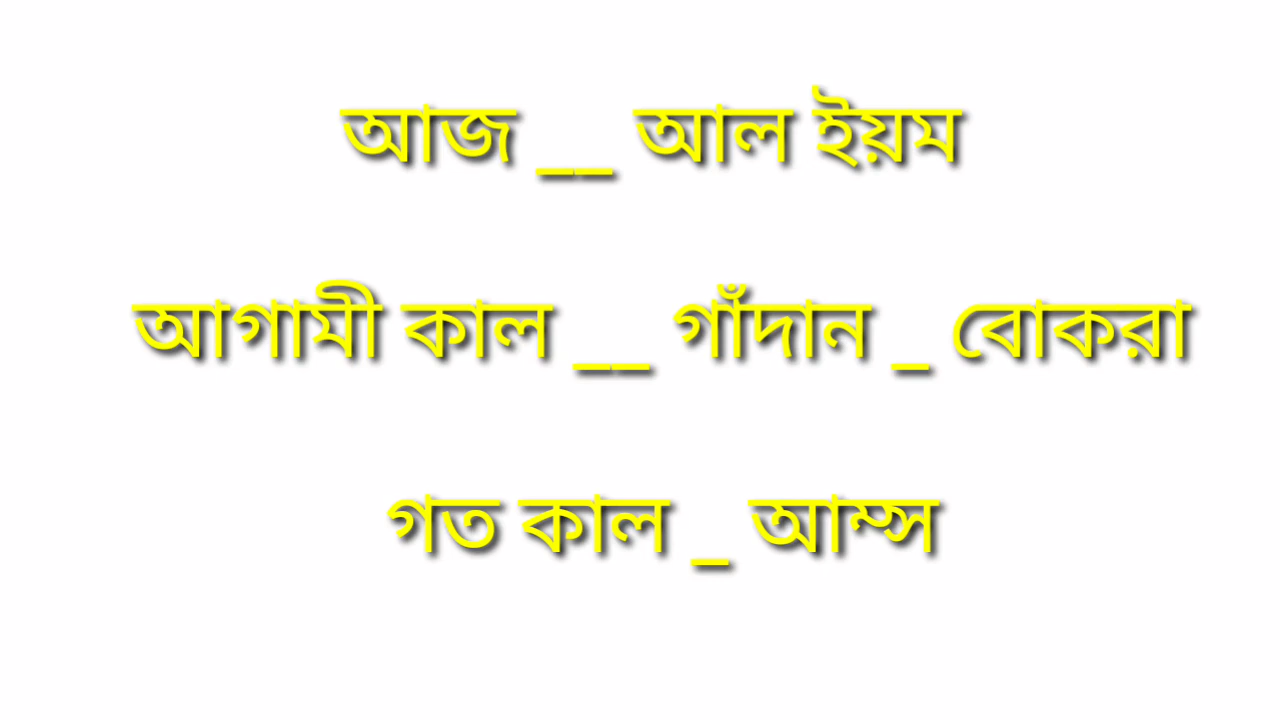 আজ __ আল ইয়ম
আগামী কাল __ গাঁদান _ বোকরা
গত কাল _ আম্স